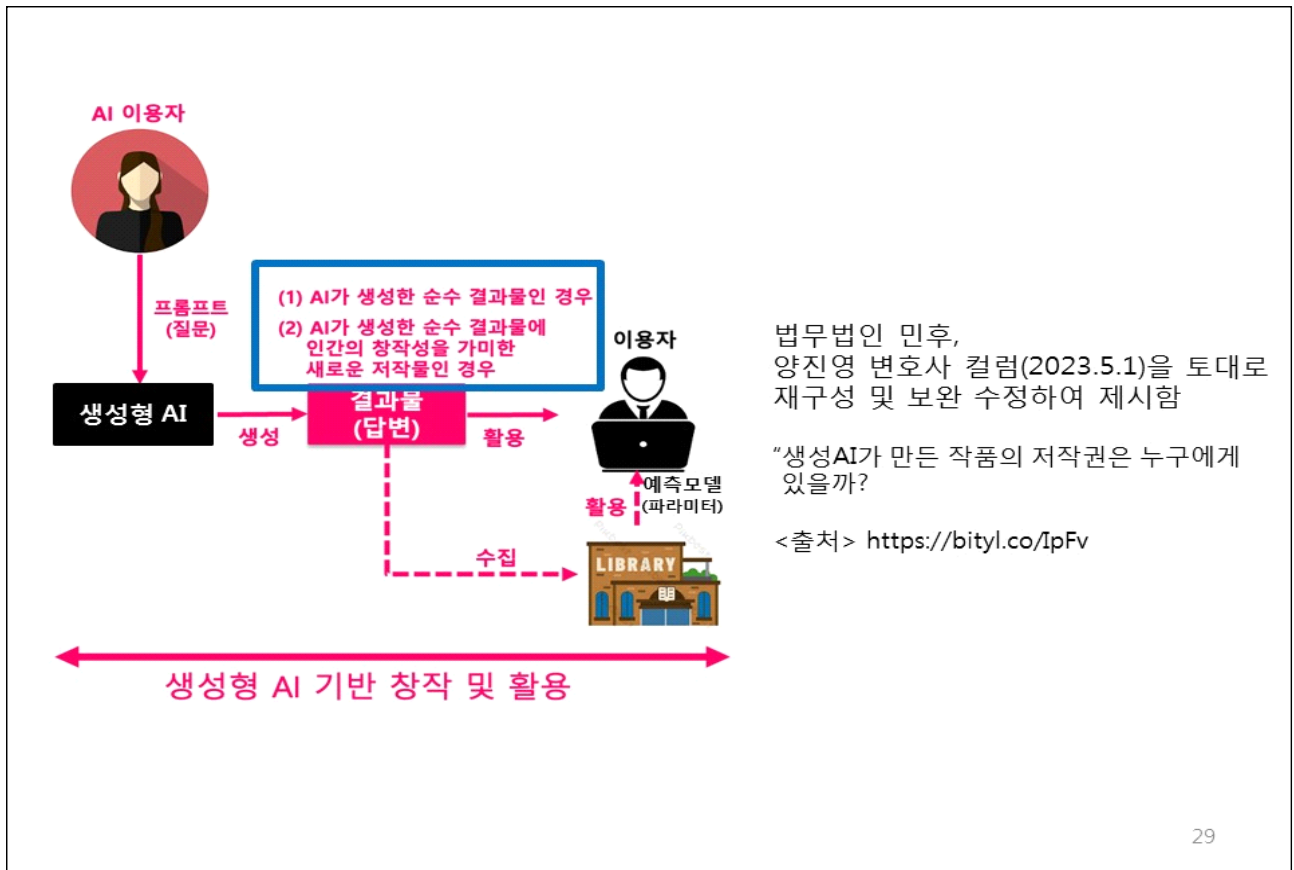 AI 이용자
프롬프트
(질문)
(1) AI가 생성한 순수 결과물인 경우
(2) AI가 생성한 순수 결과물에
인간의 창작성을 가미한
새로운 저작물인 경우
생성형 AI
생성
결과물
(답변)
활용
이용자
예측모델
(파라미터)
활용
수집
LIBRARY
생성형 AI 기반 창작 및 활용
법무법인 민후,
양진영 변호사 컬럼(2023.5.1)을 토대로
재구성 및 보완 수정하여 제시함
“생성AI가 만든 작품의 저작권은 누구에게
있을까?
<출처> https://bityl.co/IpFv
29